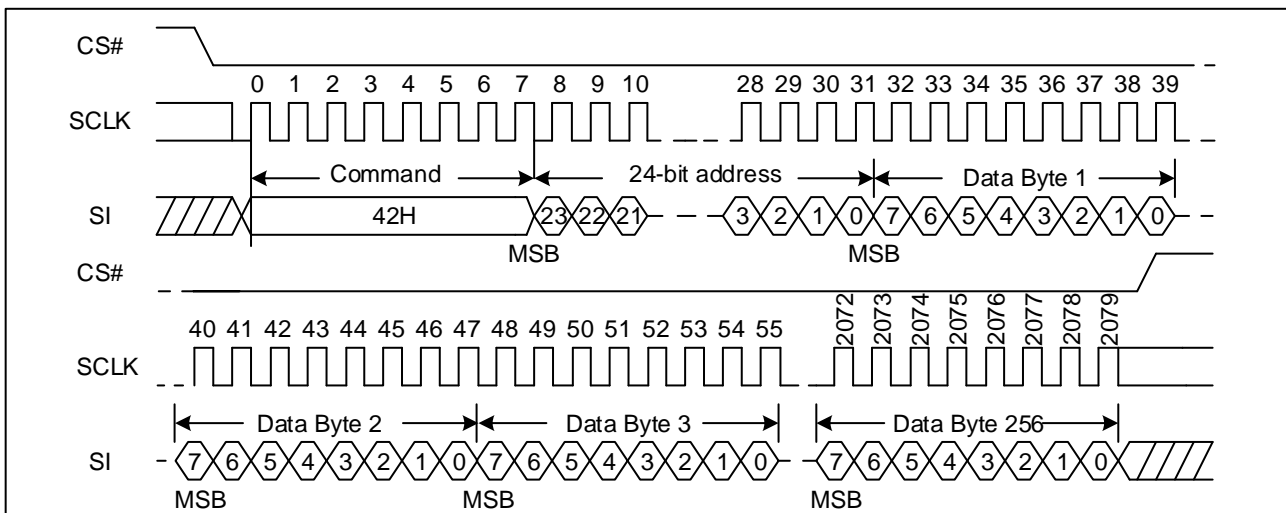 CS#
0 1 2 3 4 5 6 7 8 9 10 28 29 30 31 32 33 34 35 36 37 38 39
SCLK
Command 24-bit address Data Byte 1
SI 42H 23 22 21 3 2 1 0 7 6 5 4 3 2 1 0
MSB MSB
CS#
40 41 42 43 44 45 46 47 48 49 50 51 52 53 54 55 2072 2073 2074 2075 2076 2077 2078 2079
SCLK
Data Byte 2 Data Byte 3 Data Byte 256
SI 7 6 5 4 3 2 1 0 7 6 5 4 3 2 1 0 7 6 5 4 3 2 1 0
MSB MSB MSB